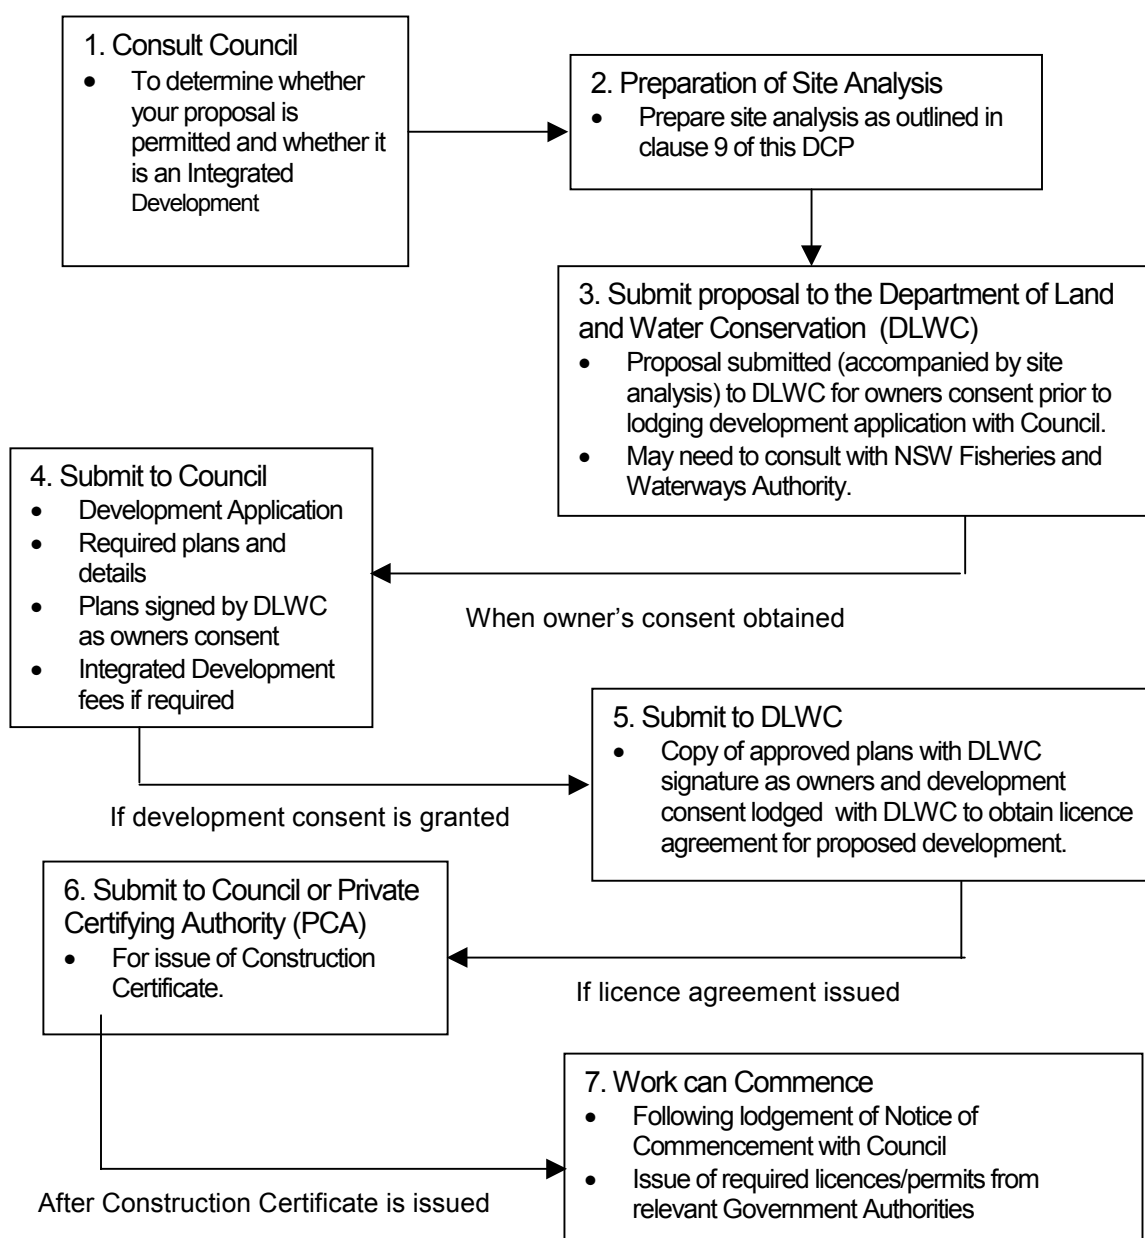 1. Consult Council
• To determine whether
your proposal is
permitted and whether it
is an Integrated
Development
2. Preparation of Site Analysis
• Prepare site analysis as outlined in
clause 9 of this DCP
3. Submit proposal to the Department of Land
and Water Conservation (DLWC)
• Proposal submitted (accompanied by site
analysis) to DLWC for owners consent prior to
lodging development application with Council.
• May need to consult with NSW Fisheries and
Waterways Authority.
When owner’s consent obtained
4. Submit to Council
• Development Application
• Required plans and
details
• Plans signed by DLWC
as owners consent
• Integrated Development
fees if required
If development consent is granted
5. Submit to DLWC
• Copy of approved plans with DLWC
signature as owners and development
consent lodged with DLWC to obtain licence
agreement for proposed development.
If licence agreement issued
6. Submit to Council or Private
Certifying Authority (PCA)
• For issue of Construction
Certificate.
After Construction Certificate is issued
7. Work can Commence
• Following lodgement of Notice of
Commencement with Council
• Issue of required licences/permits from
relevant Government Authorities